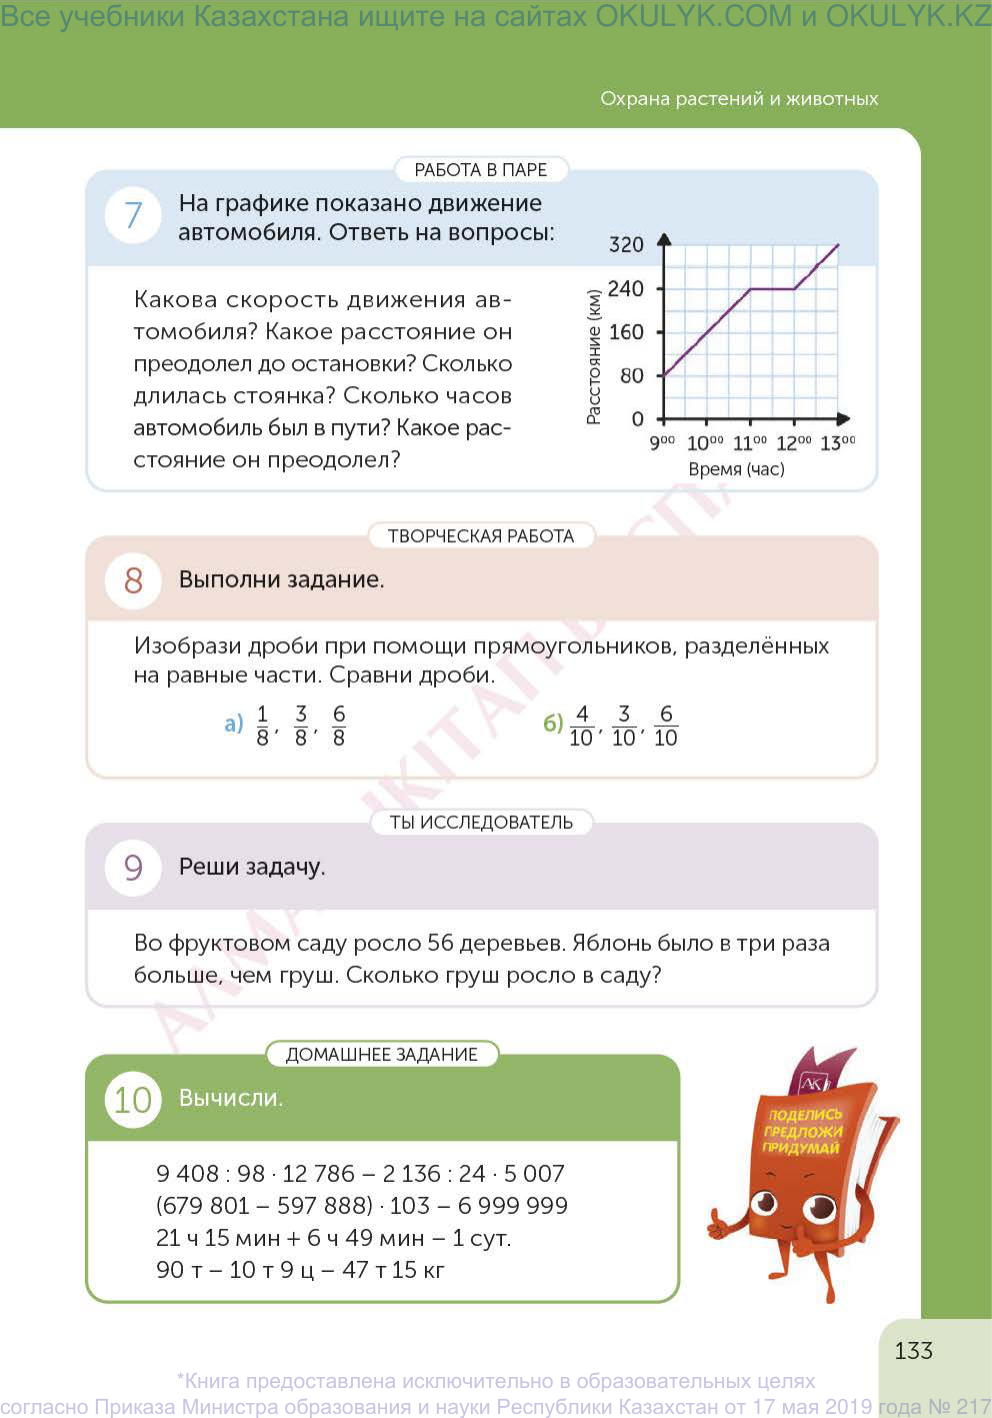 Все учебники Казахстана ищите на сайтах OKULYK.COM и OKULYK.KZ
Охрана растений и животных
РАБОТА В ПАРЕ
7
На графике показано движение
автомобиля. Ответь на вопросы:
Какова скорость движения ав-
томобиля? Какое расстояние он
преодолел до остановки? Сколько
длилась стоянка? Сколько часов
автомобиль был в пути? Какое рас-
стояние он преодолел?
Расстояние (км)
320
240
160
80
0
9⁰⁰ 10⁰⁰ 11⁰⁰ 12⁰⁰ 13⁰⁰
Время (час)
ТВОРЧЕСКАЯ РАБОТА
8
Выполни задание.
Изобрази дроби при помощи прямоугольников, разделённых
на равные части. Сравни дроби.
а) 1/8, 3/8, 6/8
б) 4/10, 3/10, 6/10
ТЫ ИССЛЕДОВАТЕЛЬ
9
Реши задачу.
Во фруктовом саду росло 56 деревьев. Яблонь было в три раза
больше, чем груш. Сколько груш росло в саду?
ДОМАШНЕЕ ЗАДАНИЕ
10
Вычисли.
9 408 : 98 · 12 786 – 2 136 : 24 · 5 007
(679 801 – 597 888) · 103 – 6 999 999
21 ч 15 мин + 6 ч 49 мин – 1 сут.
90 т – 10 т 9 ц – 47 т 15 кг
АК
ПОДЕЛИСЬ
ПРЕДЛОЖИ
ПРИДУМАЙ
133
*Книга предоставлена исключительно в образовательных целях
согласно Приказа Министра образования и науки Республики Казахстан от 17 мая 2019 года № 217